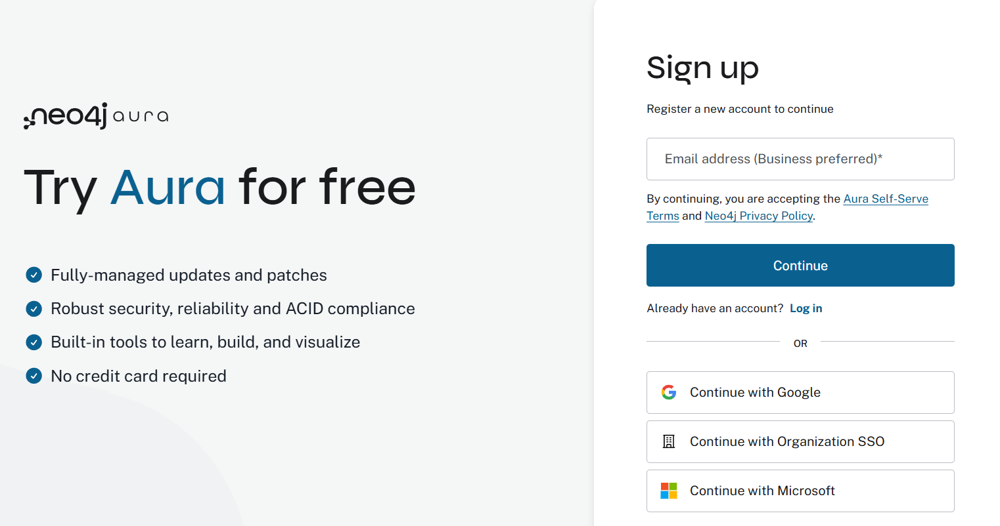 neo4j aura
Try Aura for free
Fully-managed updates and patches
Robust security, reliability and ACID compliance
Built-in tools to learn, build, and visualize
No credit card required
Sign up
Register a new account to continue
Email address (Business preferred)*
By continuing, you are accepting the Aura Self-Serve
Terms and Neo4j Privacy Policy.
Continue
Already have an account? Log in
OR
Continue with Google
Continue with Organization SSO
Continue with Microsoft